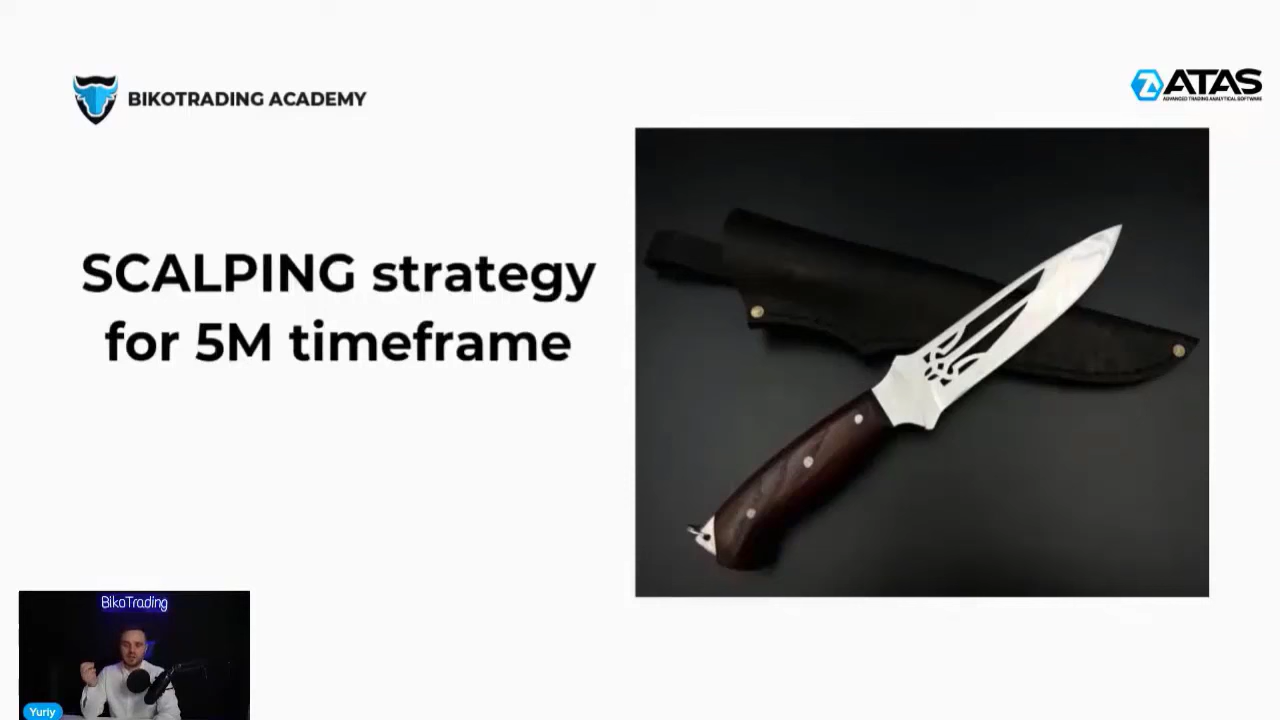 BIKOTRADING ACADEMY
ATAS
ADVANCED TRADING ANALYTICAL SOFTWARE
SCALPING strategy
for 5M timeframe
BikoTrading
Yuriy